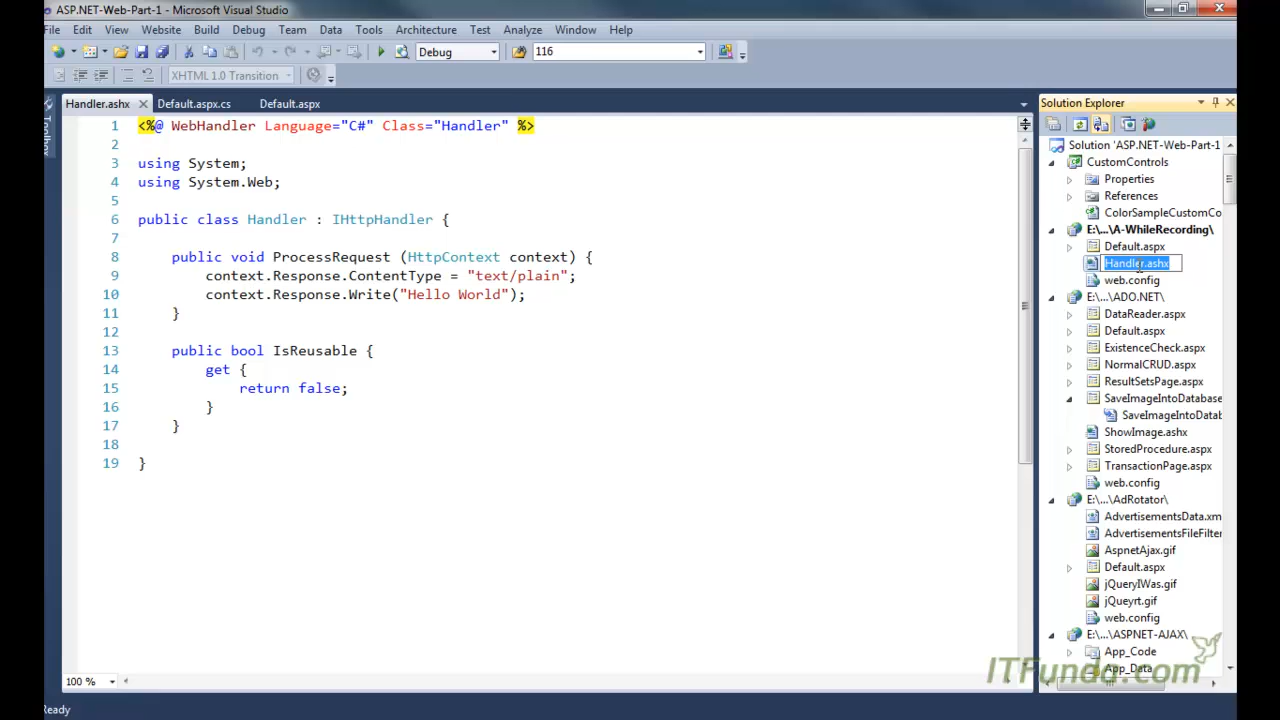 ASP.NET-Web-Part-1 - Microsoft Visual Studio
File Edit View Website Build Debug Team Data Tools Architecture Test Analyze Window Help
Debug 116
XHTML 1.0 Transition
Handler.ashx Default.aspx.cs Default.aspx
Toolbox
1 <%@ WebHandler Language="C#" Class="Handler" %>
2
3 using System;
4 using System.Web;
5
6 public class Handler : IHttpHandler {
7
8 public void ProcessRequest (HttpContext context) {
9 context.Response.ContentType = "text/plain";
10 context.Response.Write("Hello World");
11 }
12
13 public bool IsReusable {
14 get {
15 return false;
16 }
17 }
18
19 }
100 %
Ready
Solution Explorer
Solution 'ASP.NET-Web-Part-1
CustomControls
Properties
References
ColorSampleCustomCo
E:\...\A-WhileRecording\
Default.aspx
Handler.ashx
web.config
E:\...\ADO.NET\
DataReader.aspx
Default.aspx
ExistenceCheck.aspx
NormalCRUD.aspx
ResultSetsPage.aspx
SaveImageIntoDatabase
SaveImageIntoDatab
ShowImage.ashx
StoredProcedure.aspx
TransactionPage.aspx
web.config
E:\...\AdRotator\
AdvertisementsData.xm
AdvertisementsFileFilter
AspnetAjax.gif
Default.aspx
jQueryIWas.gif
jQueyrt.gif
web.config
E:\...\ASPNET-AJAX\
App_Code
App_Data
ITFunda.com